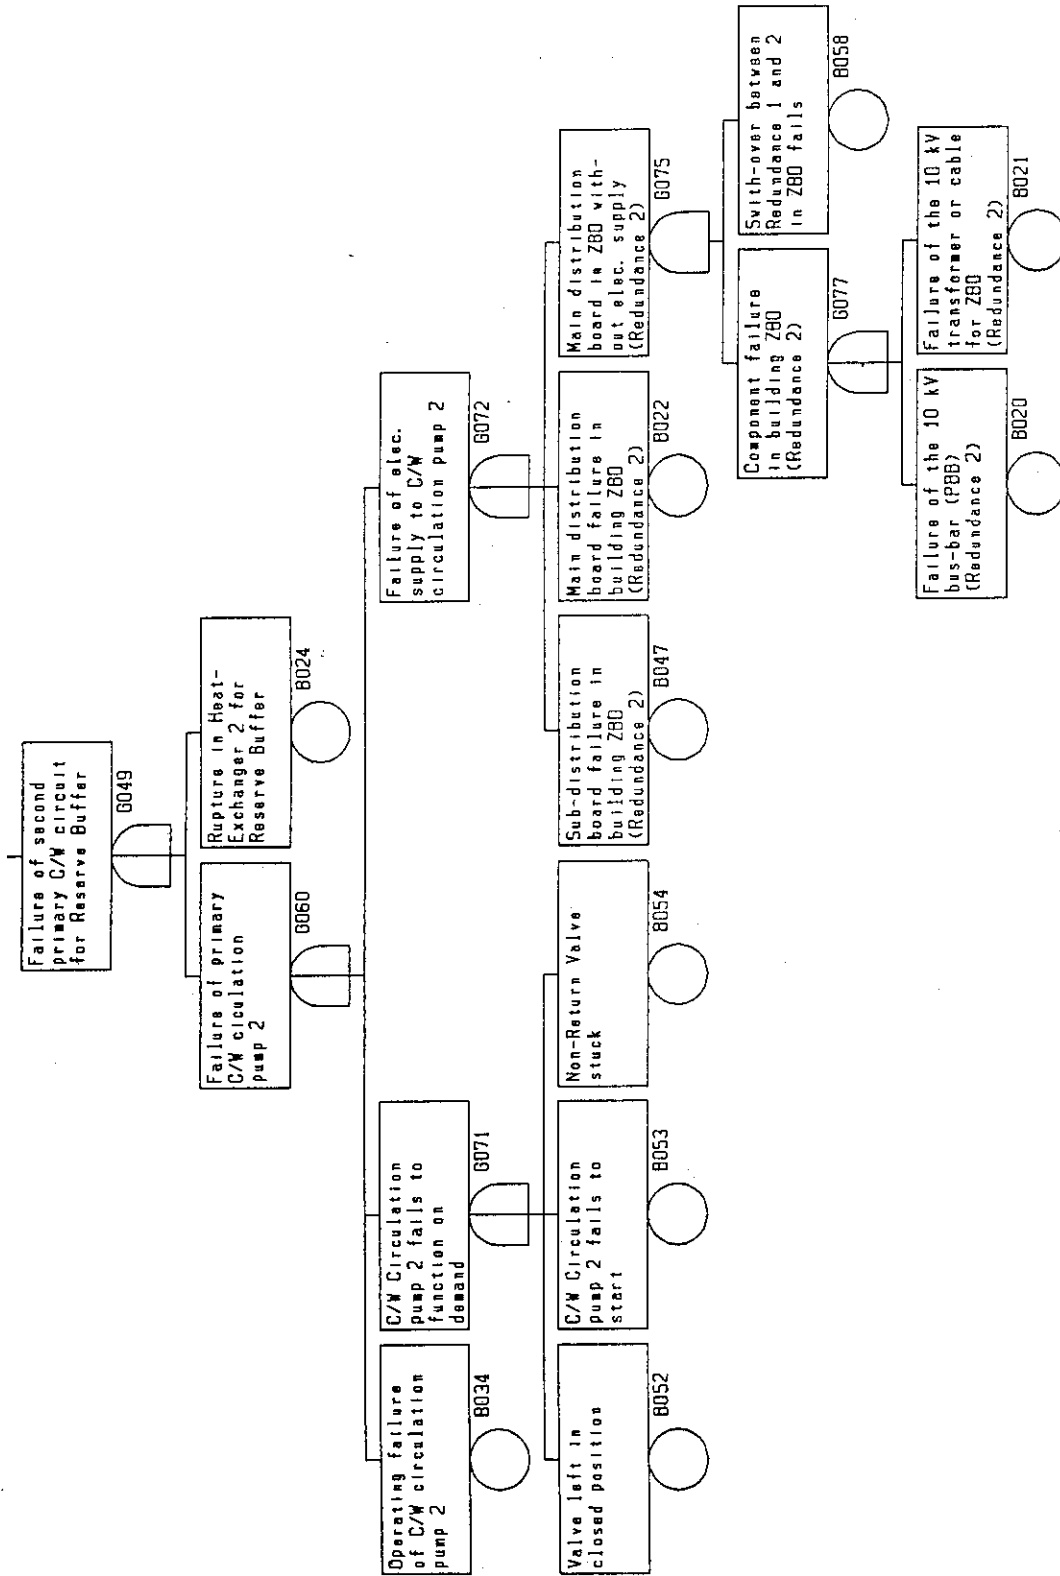 Failure of second
primary C/W circuit
for Reserve Buffer
G049
Failure of primary
C/W ciculation
pump 2
G060
Rupture in Heat-
Exchanger 2 for
Reserve Buffer
B024
Operating failure
of C/W circulation
pump 2
B034
C/W Circulation
pump 2 fails to
function on
demand
G071
Failure of elec.
supply to C/W
circulation pump 2
G072
Valve left in
closed position
B052
C/W Circulation
pump 2 fails to
start
B053
Non-Return Valve
stuck
B054
Sub-distribution
board failure in
building ZBO
(Redundance 2)
B047
Main distribution
board failure in
building ZBO
(Redundance 2)
B022
Main distribution
board in ZBO with-
out elec. supply
(Redundance 2)
G075
Component failure
in building ZBO
(Redundance 2)
G077
Swith-over between
Redundance 1 and 2
in ZBO fails
B058
Failure of the 10 kV
bus-bar (PBB)
(Redundance 2)
B020
Failure of the 10 kV
transformer or cable
for ZBO
(Redundance 2)
B021